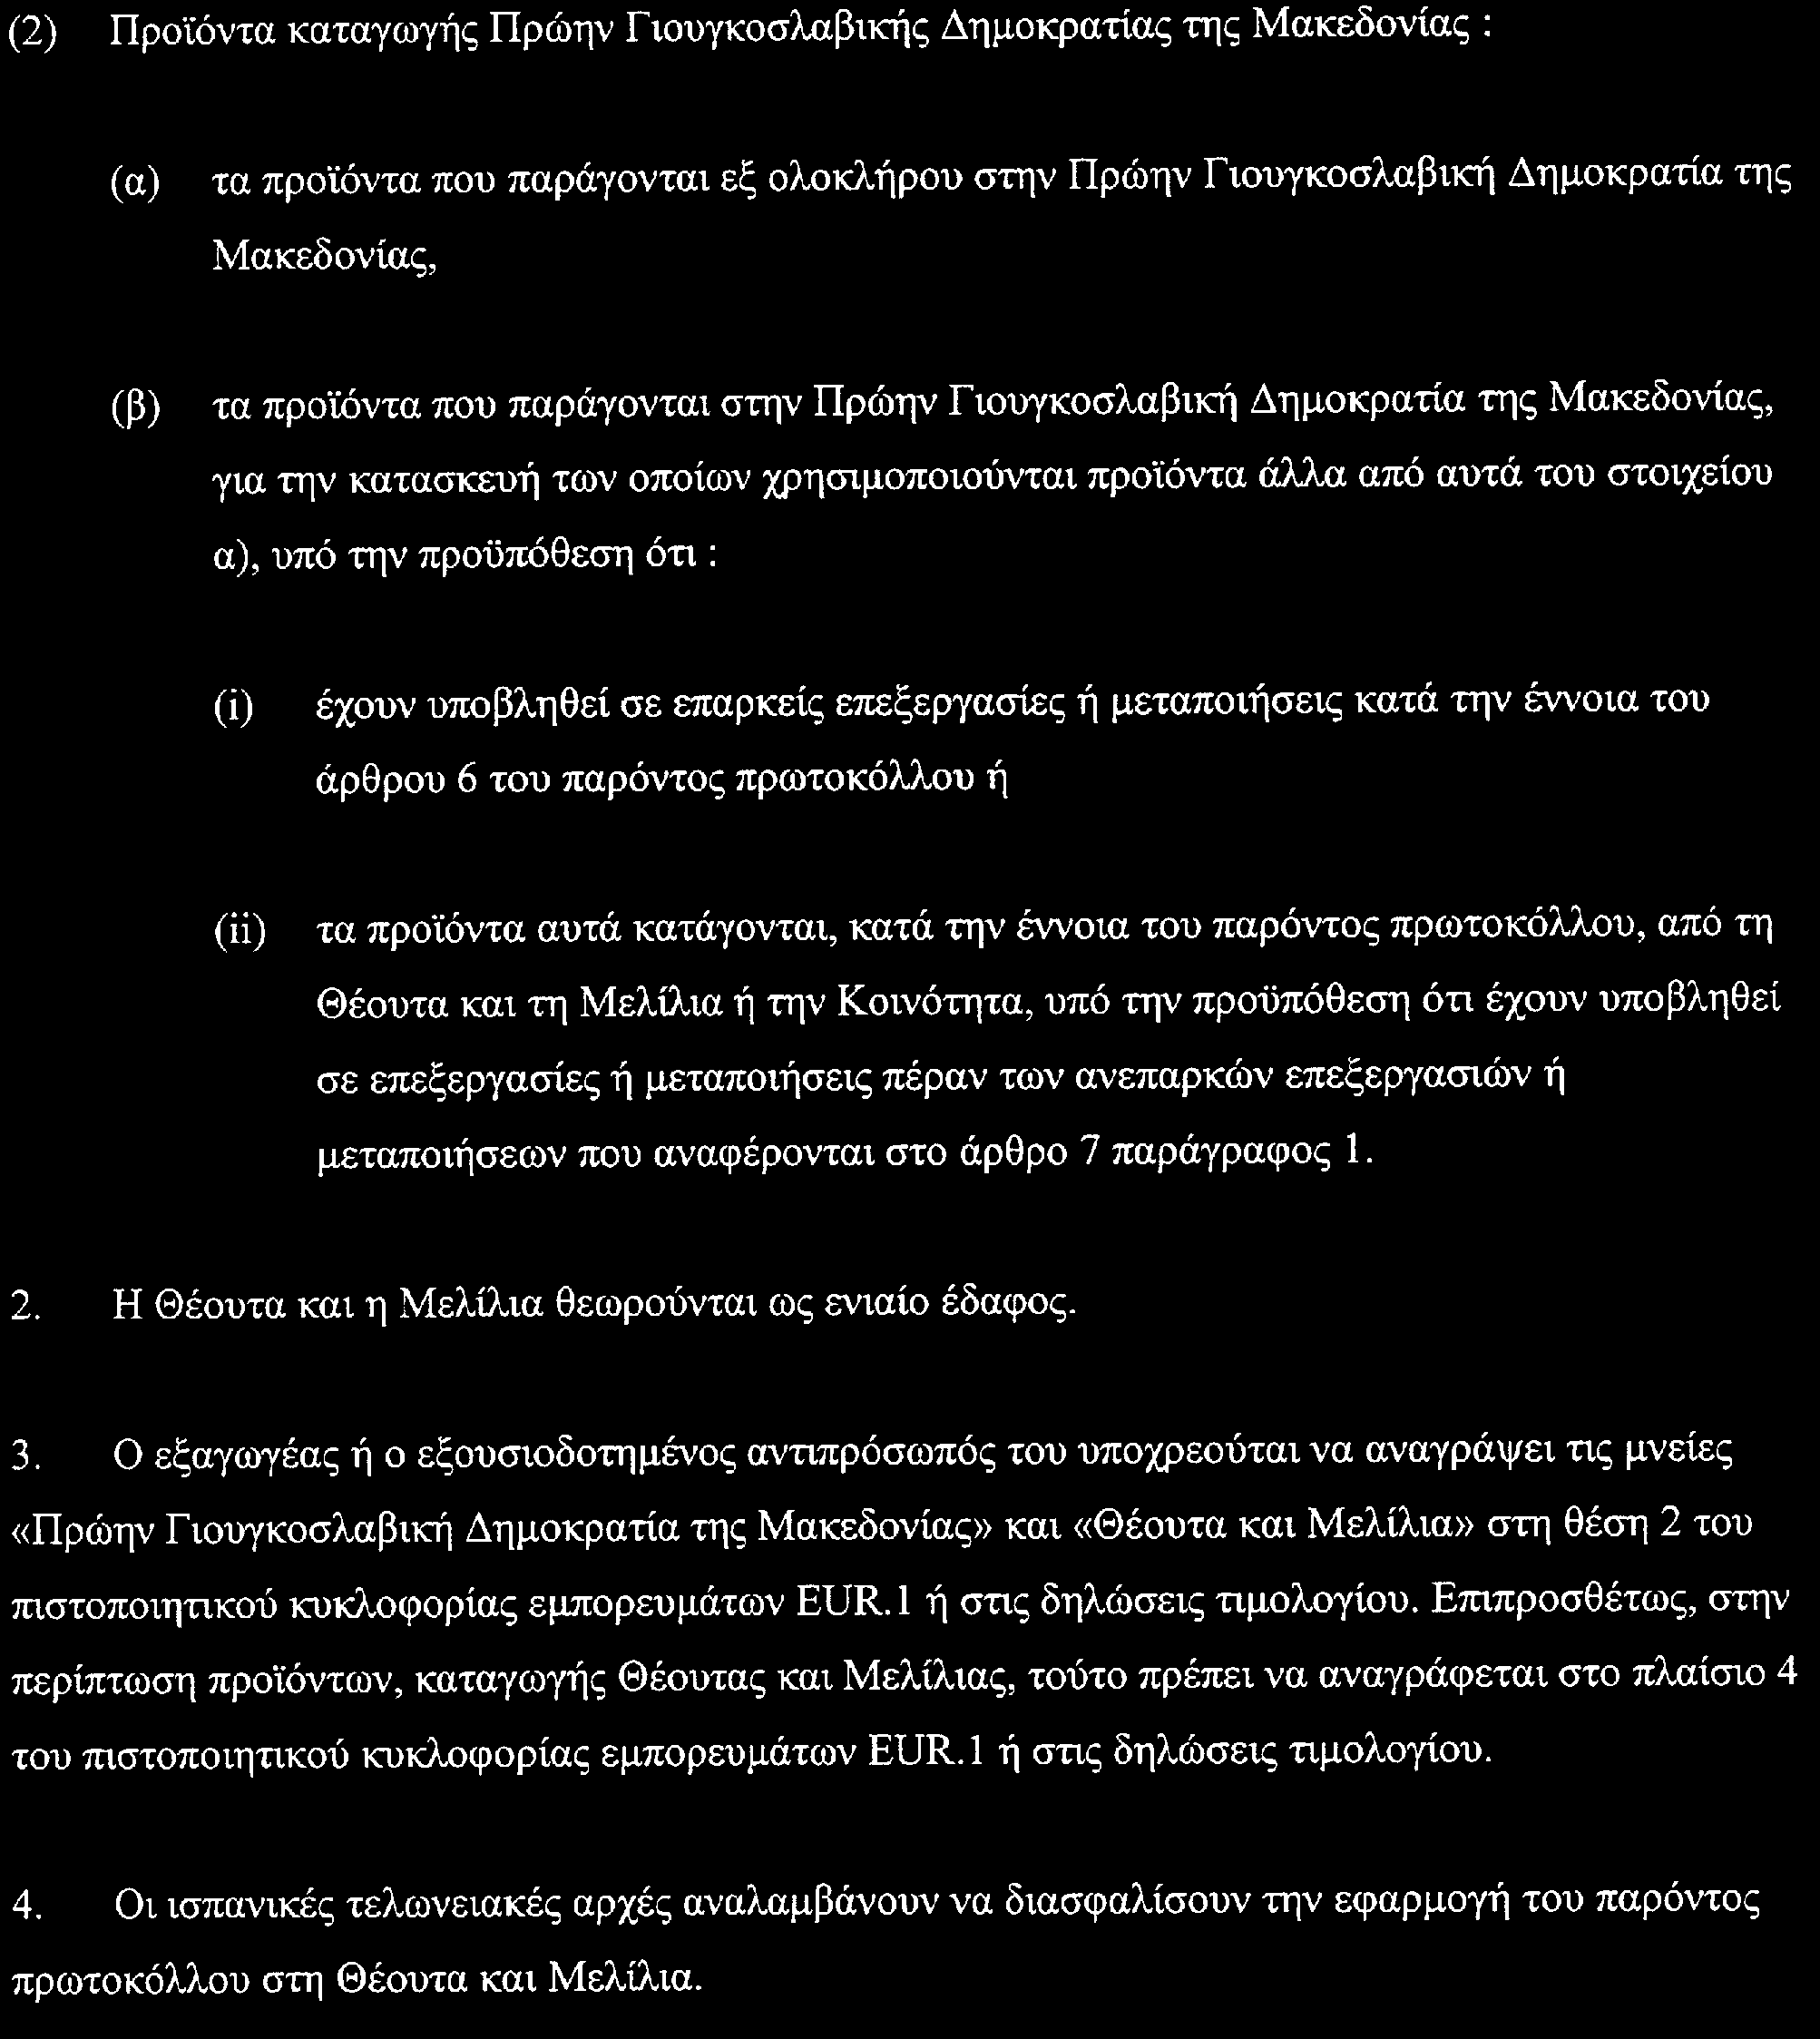 (2) Προϊόντα καταγωγής Πρώην Γιουγκοσλαβικής Δημοκρατίας της Μακεδονίας :
(α) τα προϊόντα που παράγονται εξ ολοκλήρου στην Πρώην Γιουγκοσλαβική Δημοκρατία της
Μακεδονίας,
(β) τα προϊόντα που παράγονται στην Πρώην Γιουγκοσλαβική Δημοκρατία της Μακεδονίας,
για την κατασκευή των οποίων χρησιμοποιούνται προϊόντα άλλα από αυτά του στοιχείου
α), υπό την προϋπόθεση ότι :
(i) έχουν υποβληθεί σε επαρκείς επεξεργασίες ή μεταποιήσεις κατά την έννοια του
άρθρου 6 του παρόντος πρωτοκόλλου ή
(ii) τα προϊόντα αυτά κατάγονται, κατά την έννοια του παρόντος πρωτοκόλλου, από τη
Θέουτα και τη Μελίλια ή την Κοινότητα, υπό την προϋπόθεση ότι έχουν υποβληθεί
σε επεξεργασίες ή μεταποιήσεις πέραν των ανεπαρκών επεξεργασιών ή
μεταποιήσεων που αναφέρονται στο άρθρο 7 παράγραφος 1.
2. Η Θέουτα και η Μελίλια θεωρούνται ως ενιαίο έδαφος.
3. Ο εξαγωγέας ή ο εξουσιοδοτημένος αντιπρόσωπός του υποχρεούται να αναγράψει τις μνείες
«Πρώην Γιουγκοσλαβική Δημοκρατία της Μακεδονίας» και «Θέουτα και Μελίλια» στη θέση 2 του
πιστοποιητικού κυκλοφορίας εμπορευμάτων EUR.1 ή στις δηλώσεις τιμολογίου. Επιπροσθέτως, στην
περίπτωση προϊόντων, καταγωγής Θέουτας και Μελίλιας, τούτο πρέπει να αναγράφεται στο πλαίσιο 4
του πιστοποιητικού κυκλοφορίας εμπορευμάτων EUR.1 ή στις δηλώσεις τιμολογίου.
4. Οι ισπανικές τελωνειακές αρχές αναλαμβάνουν να διασφαλίσουν την εφαρμογή του παρόντος
πρωτοκόλλου στη Θέουτα και Μελίλια.